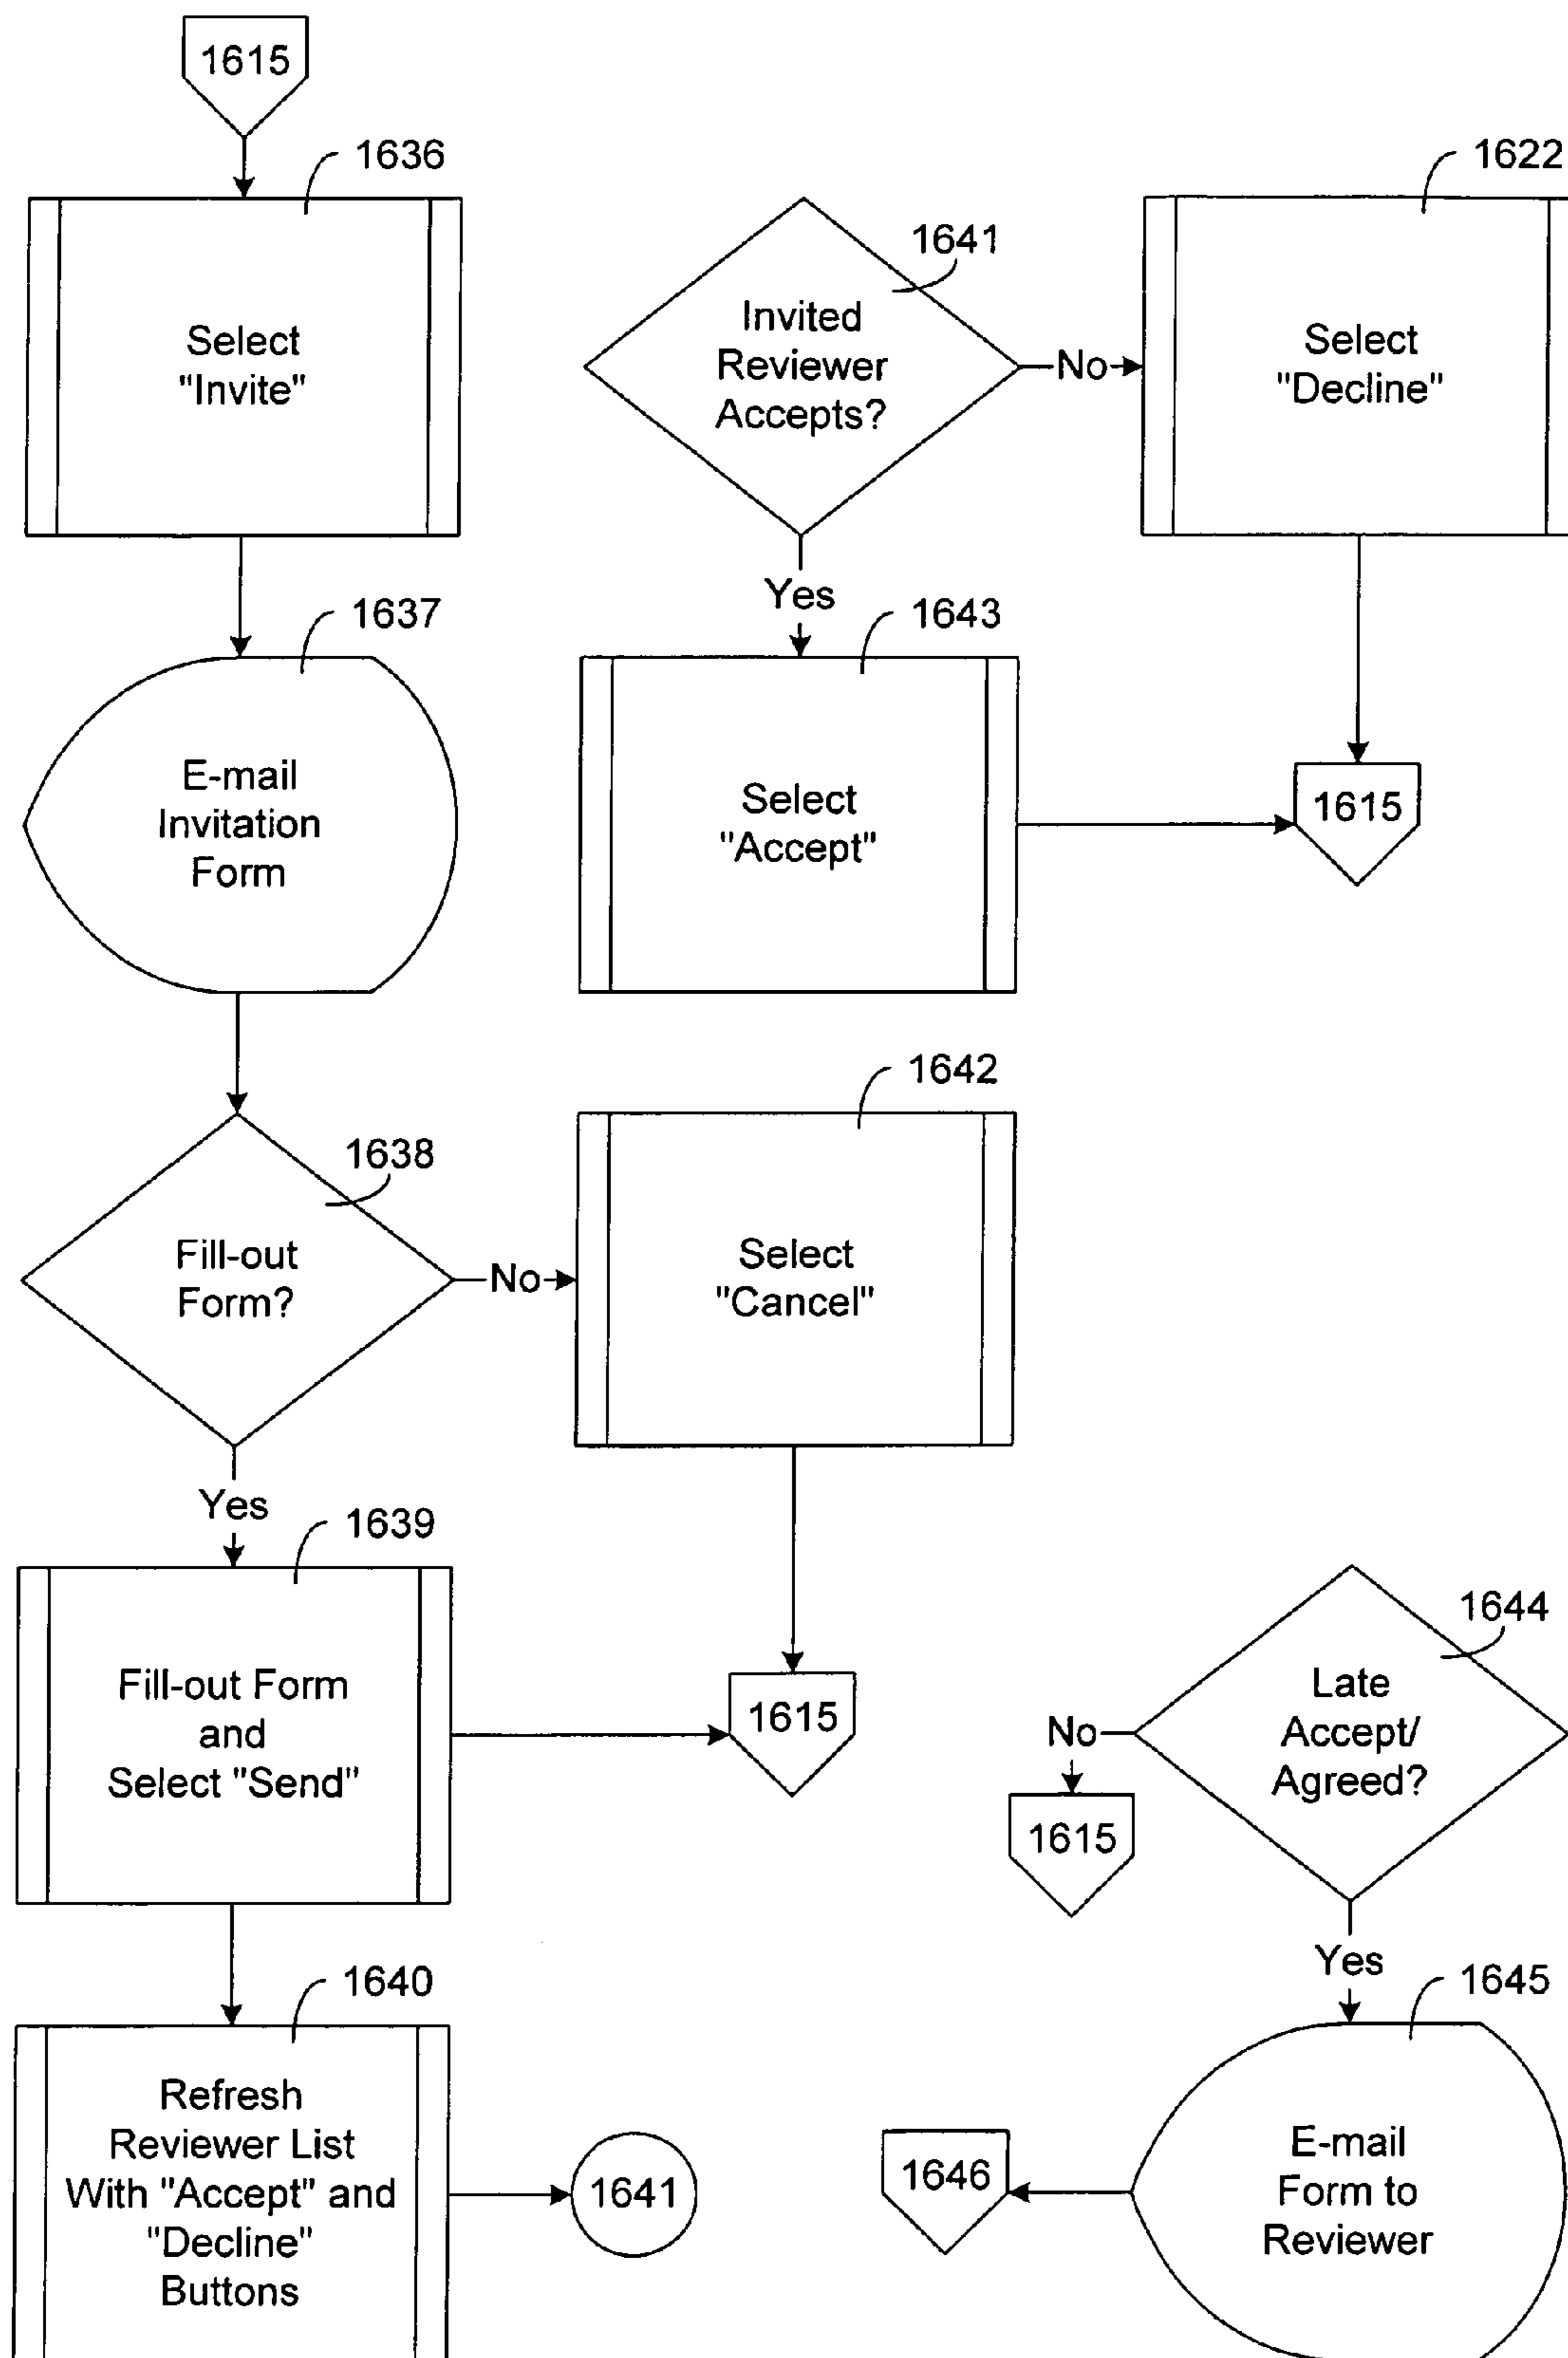 1615
1636
Select
"Invite"
1637
E-mail
Invitation
Form
1638
Fill-out
Form?
No
Yes
1639
Fill-out Form
and
Select "Send"
1640
Refresh
Reviewer List
With "Accept" and
"Decline"
Buttons
1641
1641
Invited
Reviewer
Accepts?
No
Yes
1622
Select
"Decline"
1643
Select
"Accept"
1615
1642
Select
"Cancel"
1615
1644
Late
Accept/
Agreed?
No
1615
Yes
1645
E-mail
Form to
Reviewer
1646